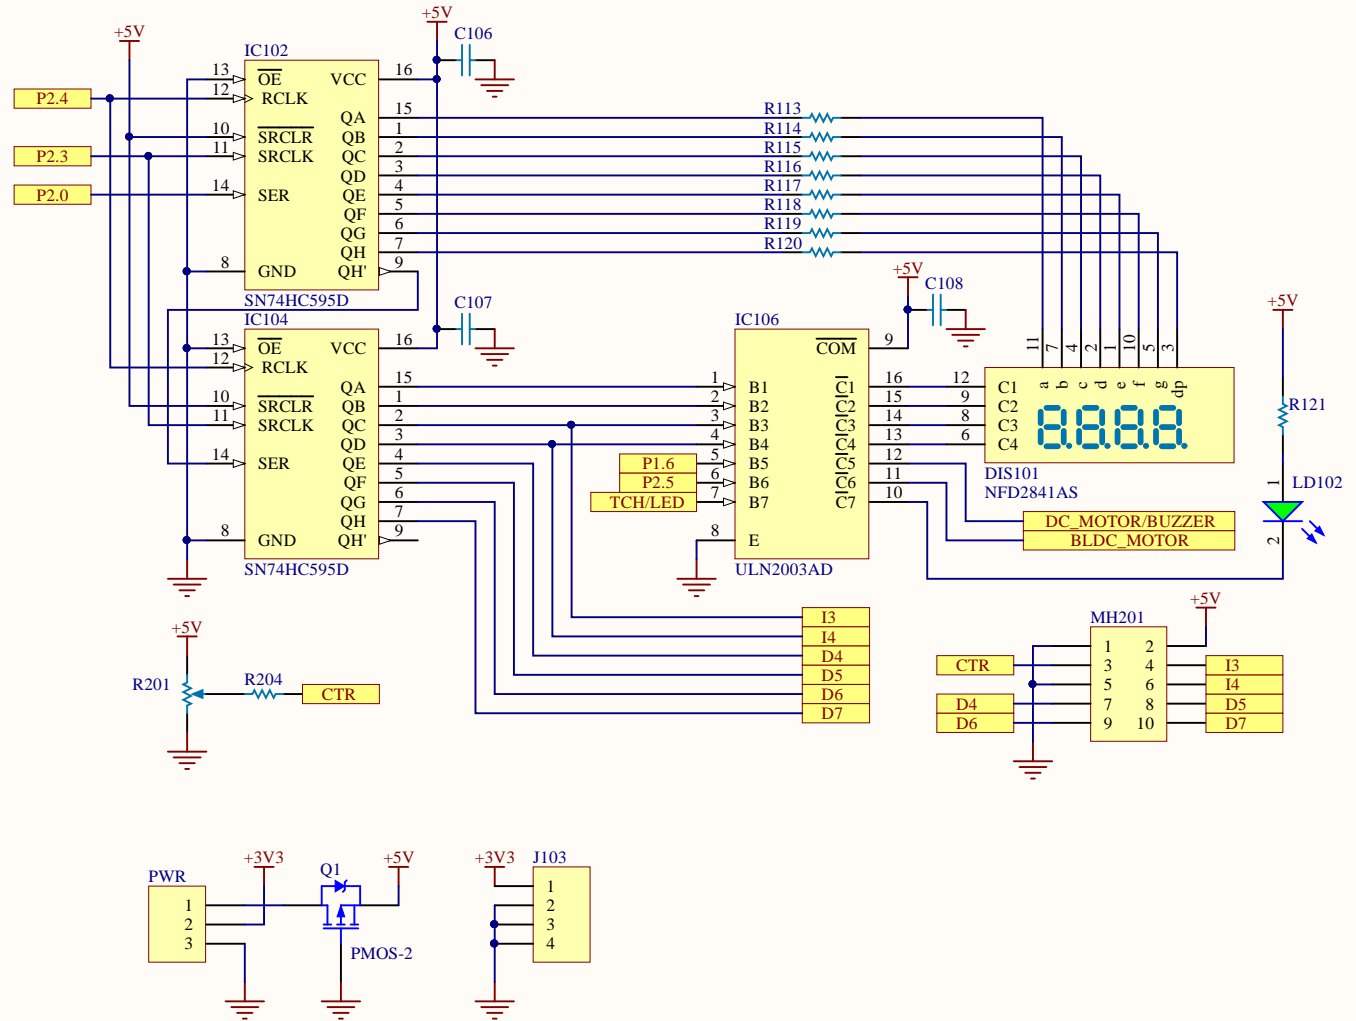 +5V
+5V
C106
IC102
13 OE VCC 16
P2.4 12 RCLK
QA 15
10 SRCLR QB 1
P2.3 11 SRCLK QC 2
QD 3
P2.0 14 SER QE 4
QF 5
QG 6
QH 7
8 GND QH' 9
SN74HC595D
R113
R114
R115
R116
R117
R118
R119
R120
C107
IC104
13 OE VCC 16
12 RCLK
QA 15
10 SRCLR QB 1
11 SRCLK QC 2
QD 3
14 SER QE 4
QF 5
QG 6
QH 7
8 GND QH' 9
SN74HC595D
+5V
C108
IC106
COM 9
1 B1 C1 16
2 B2 C2 15
3 B3 C3 14
4 B4 C4 13
P1.6 5 B5 C5 12
P2.5 6 B6 C6 11
TCH/LED 7 B7 C7 10
8 E
ULN2003AD
11 7 4 2 1 10 5 3
a b c d e f g dp
12 C1
9 C2
8 C3
6 C4
8.8.8.8.
DIS101
NFD2841AS
DC_MOTOR/BUZZER
BLDC_MOTOR
+5V
R121
1 LD102
2
I3
I4
D4
D5
D6
D7
+5V
R201 R204 CTR
+5V
MH201
1 2
CTR 3 4 I3
5 6 I4
D4 7 8 D5
D6 9 10 D7
+3V3 Q1 +5V
PWR
1
2
3
PMOS-2
+3V3 J103
1
2
3
4